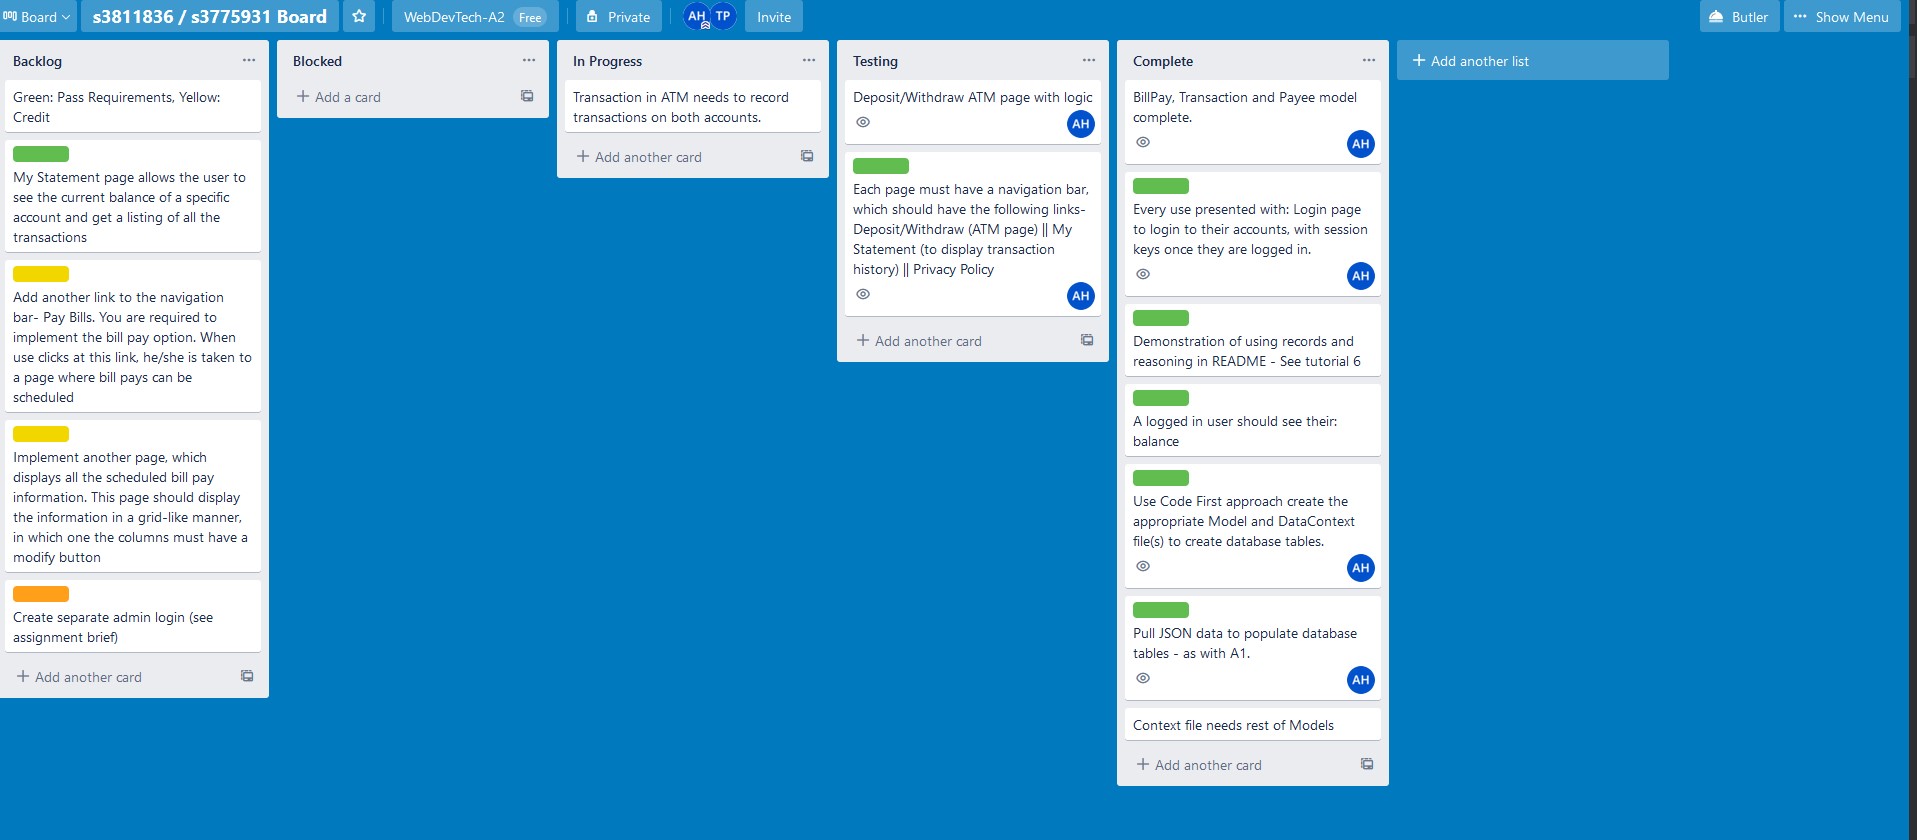 Board
s3811836 / s3775931 Board
WebDevTech-A2 Free
Private
AH TP
Invite
Butler
Show Menu
Backlog
Green: Pass Requirements, Yellow:
Credit
My Statement page allows the user to
see the current balance of a specific
account and get a listing of all the
transactions
Add another link to the navigation
bar- Pay Bills. You are required to
implement the bill pay option. When
use clicks at this link, he/she is taken to
a page where bill pays can be
scheduled
Implement another page, which
displays all the scheduled bill pay
information. This page should display
the information in a grid-like manner,
in which one the columns must have a
modify button
Create separate admin login (see
assignment brief)
+ Add another card
Blocked
+ Add a card
In Progress
Transaction in ATM needs to record
transactions on both accounts.
+ Add another card
Testing
Deposit/Withdraw ATM page with logic
AH
Each page must have a navigation bar,
which should have the following links-
Deposit/Withdraw (ATM page) || My
Statement (to display transaction
history) || Privacy Policy
AH
+ Add another card
Complete
BillPay, Transaction and Payee model
complete.
AH
Every use presented with: Login page
to login to their accounts, with session
keys once they are logged in.
AH
Demonstration of using records and
reasoning in README - See tutorial 6
A logged in user should see their:
balance
Use Code First approach create the
appropriate Model and DataContext
file(s) to create database tables.
AH
Pull JSON data to populate database
tables - as with A1.
AH
Context file needs rest of Models
+ Add another card
+ Add another list